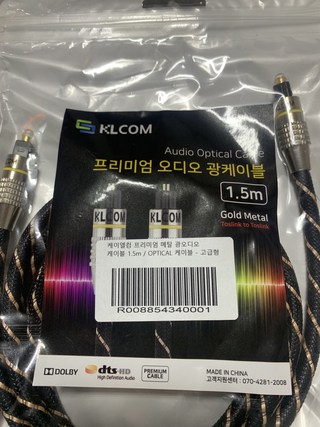 KLCOM
Audio Optical Cable
프리미엄 오디오 광케이블
1.5m
Gold Metal
Toslink to Toslink
KLCOM KLCOM
케이엘컴 프리미엄 메탈 광오디오
케이블 1.5m / OPTICAL 케이블 - 고급형
R008854340001
DOLBY
dts-HD
High Definition Audio
PREMIUM
CABLE
MADE IN CHINA
고객지원센터 : 070-4281-2008